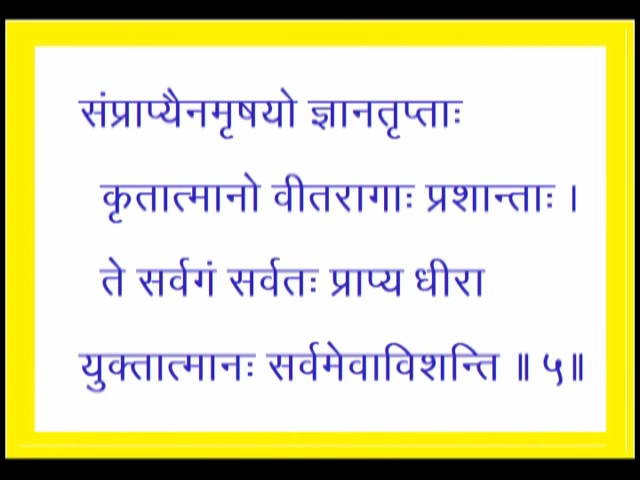 संप्राप्यैनमृषयो ज्ञानतृप्ताः
कृतात्मानो वीतरागाः प्रशान्ताः ।
ते सर्वगं सर्वतः प्राप्य धीरा
युक्तात्मानः सर्वमेवाविशन्ति ॥ ५॥